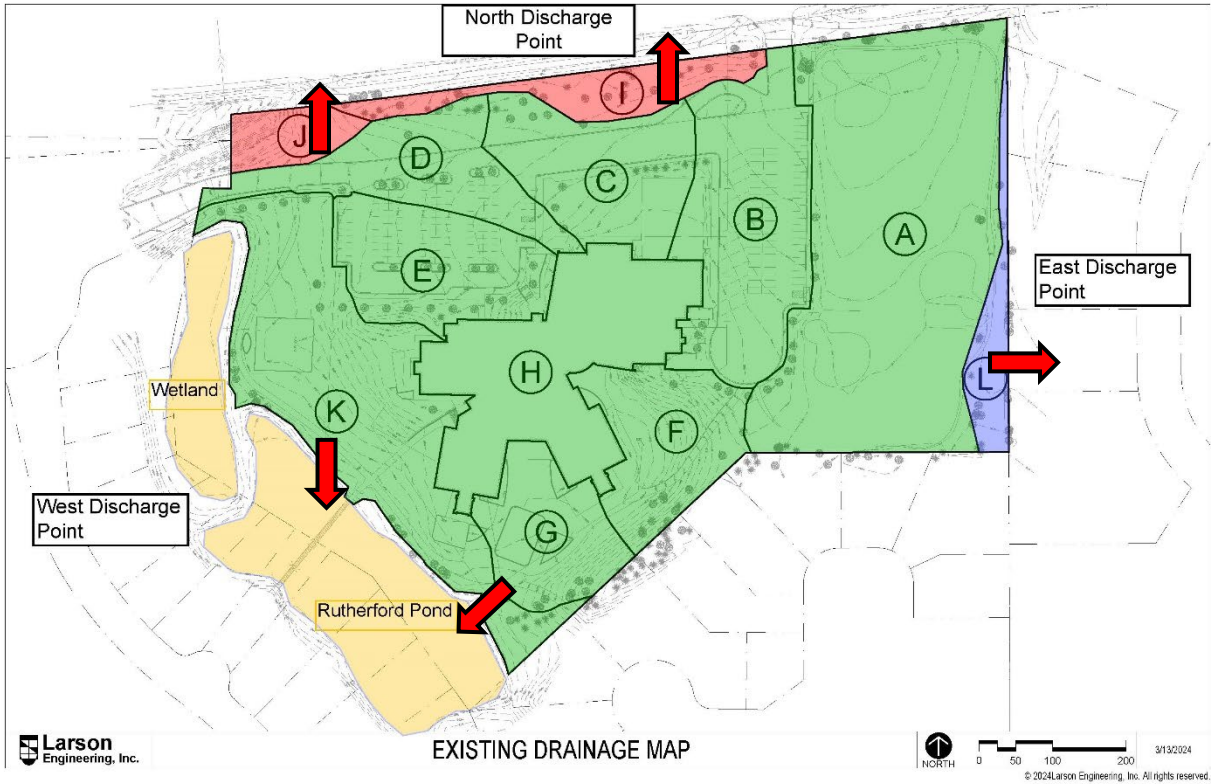 North Discharge
Point
I
J
D
C
B
A
E
East Discharge
Point
H
L
Wetland
K
F
West Discharge
Point
G
Rutherford Pond
Larson
Engineering, Inc.
EXISTING DRAINAGE MAP
NORTH
0 50 100 200
3/13/2024
© 2024Larson Engineering, Inc. All rights reserved.